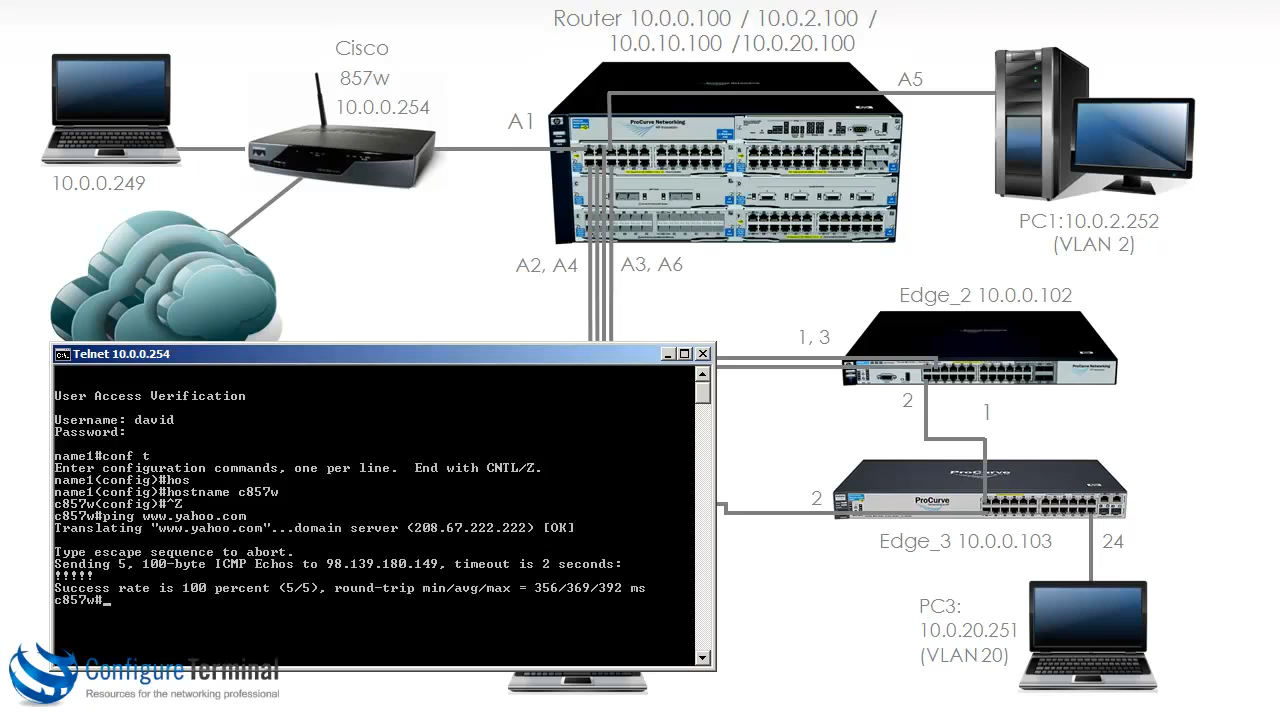 Router 10.0.0.100 / 10.0.2.100 /
10.0.10.100 /10.0.20.100
Cisco
857w
10.0.0.254
10.0.0.249
A1
A5
ProCurve Networking
PC1:10.0.2.252
(VLAN 2)
A2, A4
A3, A6
Edge_2 10.0.0.102
1, 3
ProCurve Networking
2
1
ProCurve
ProCurve
2
Edge_3 10.0.0.103
24
PC3:
10.0.20.251
(VLAN 20)
Telnet 10.0.0.254
User Access Verification
Username: david
Password:
name1#conf t
Enter configuration commands, one per line.  End with CNTL/Z.
name1(config)#hos
name1(config)#hostname c857w
c857w(config)#^Z
c857w#ping www.yahoo.com
Translating "www.yahoo.com"...domain server (208.67.222.222) [OK]
Type escape sequence to abort.
Sending 5, 100-byte ICMP Echos to 98.139.180.149, timeout is 2 seconds:
!!!!!
Success rate is 100 percent (5/5), round-trip min/avg/max = 356/369/392 ms
c857w#_
ConfigureTerminal
Resources for the networking professional